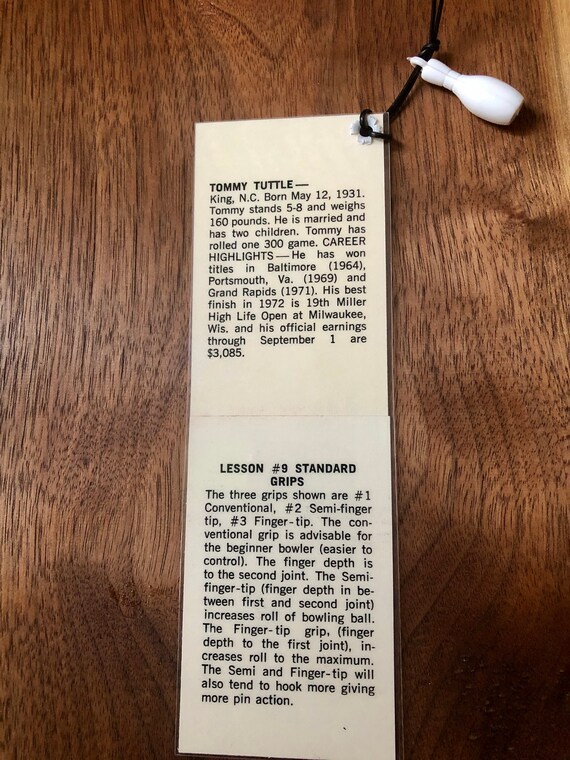 TOMMY TUTTLE—
King, N.C. Born May 12, 1931.
Tommy stands 5-8 and weighs
160 pounds. He is married and
has two children. Tommy has
rolled one 300 game. CAREER
HIGHLIGHTS—He has won
titles in Baltimore (1964),
Portsmouth, Va. (1969) and
Grand Rapids (1971). His best
finish in 1972 is 19th Miller
High Life Open at Milwaukee,
Wis. and his official earnings
through September 1 are
$3,085.
LESSON #9 STANDARD
GRIPS
The three grips shown are #1
Conventional, #2 Semi-finger
tip, #3 Finger-tip. The con-
ventional grip is advisable for
the beginner bowler (easier to
control). The finger depth is
to the second joint. The Semi-
finger-tip (finger depth in be-
tween first and second joint)
increases roll of bowling ball.
The Finger-tip grip, (finger
depth to the first joint), in-
creases roll to the maximum.
The Semi and Finger-tip will
also tend to hook more giving
more pin action.